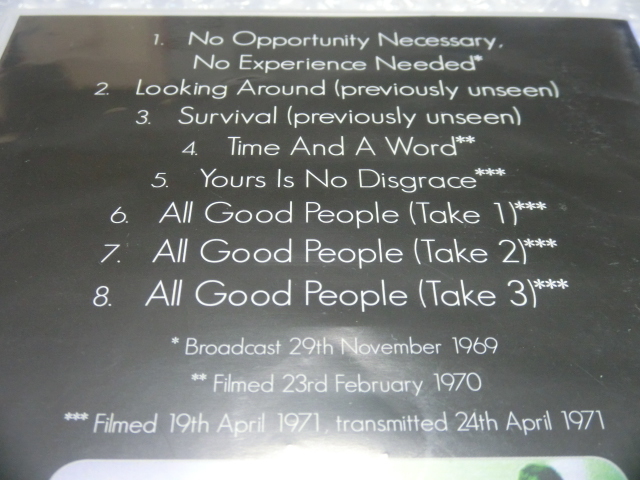 1. No Opportunity Necessary,
No Experience Needed*
2. Looking Around (previously unseen)
3. Survival (previously unseen)
4. Time And A Word**
5. Yours Is No Disgrace***
6. All Good People (Take 1)***
7. All Good People (Take 2)***
8. All Good People (Take 3)***
* Broadcast 29th November 1969
** Filmed 23rd February 1970
*** Filmed 19th April 1971, transmitted 24th April 1971